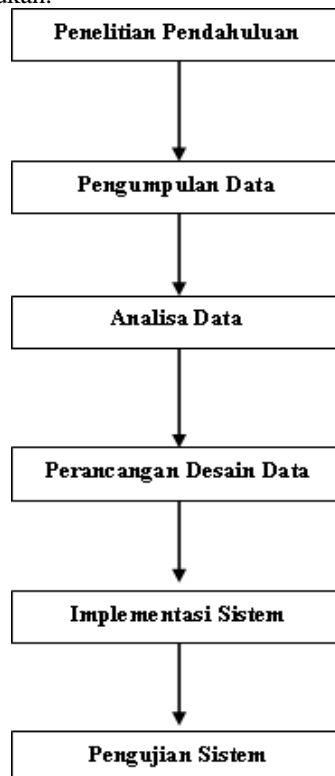 Penelitian Pendahuluan
Pengumpulan Data
Analisa Data
Perancangan Desain Data
Implementasi Sistem
Pengujian Sistem